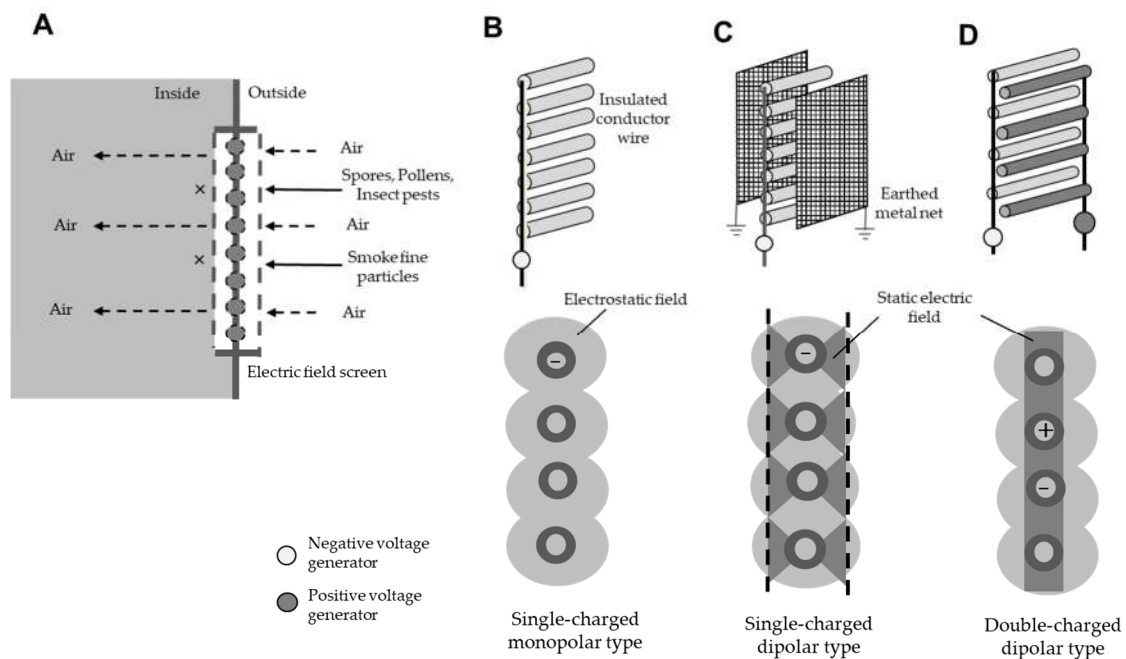 A
Inside
Outside
Air
Air
Spores, Pollens,
Insect pests
×
Air
Air
×
Smoke fine
particles
Air
Air
Electric field screen
B
Insulated
conductor
wire
C
Earthed
metal net
D
Electrostatic field
−
Static electric
field
−
+
−
Negative voltage
generator
Positive voltage
generator
Single-charged
monopolar type
Single-charged
dipolar type
Double-charged
dipolar type